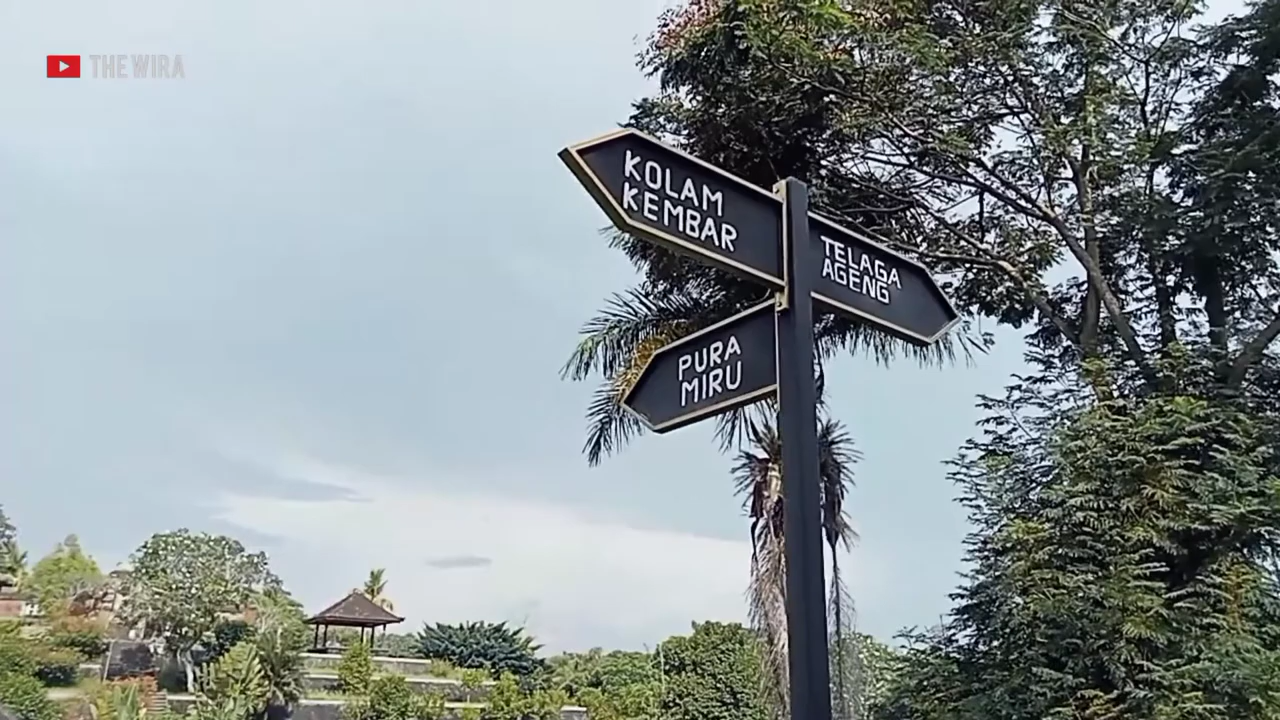 THE WIRA
KOLAM
KEMBAR
TELAGA
AGENG
PURA
MIRU